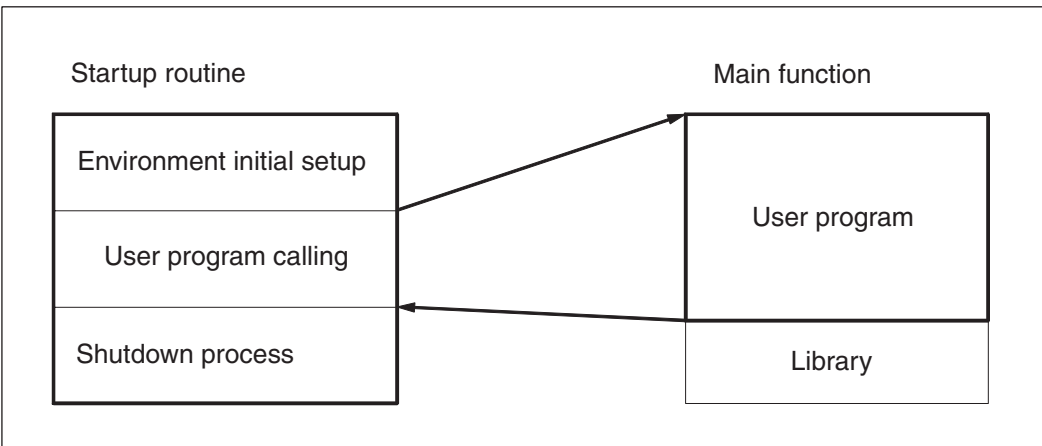 Startup routine
Main function
Environment initial setup
User program calling
Shutdown process
User program
Library